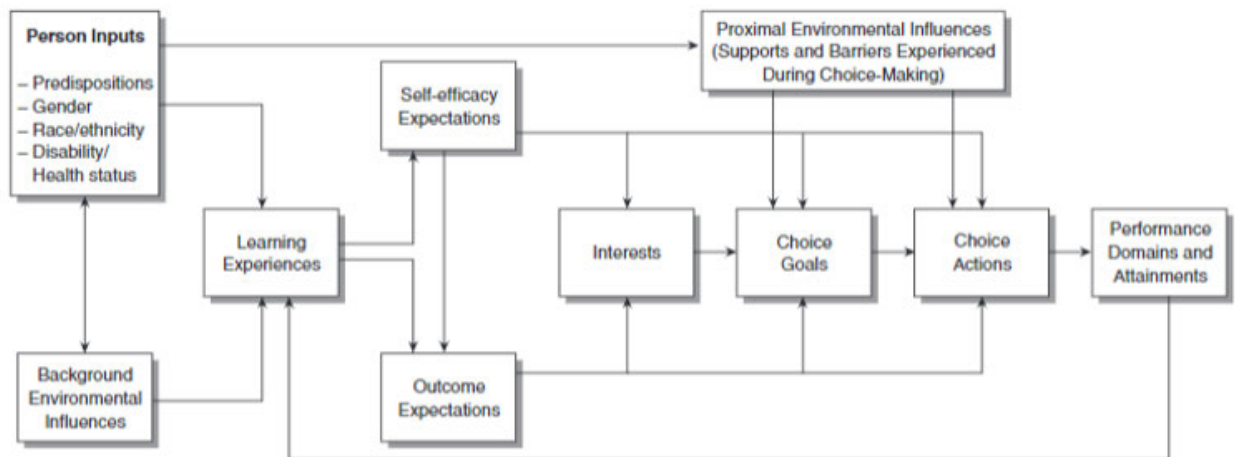 Person Inputs
– Predispositions
– Gender
– Race/ethnicity
– Disability/
Health status
Proximal Environmental Influences
(Supports and Barriers Experienced
During Choice-Making)
Self-efficacy
Expectations
Learning
Experiences
Interests
Choice
Goals
Choice
Actions
Performance
Domains and
Attainments
Background
Environmental
Influences
Outcome
Expectations